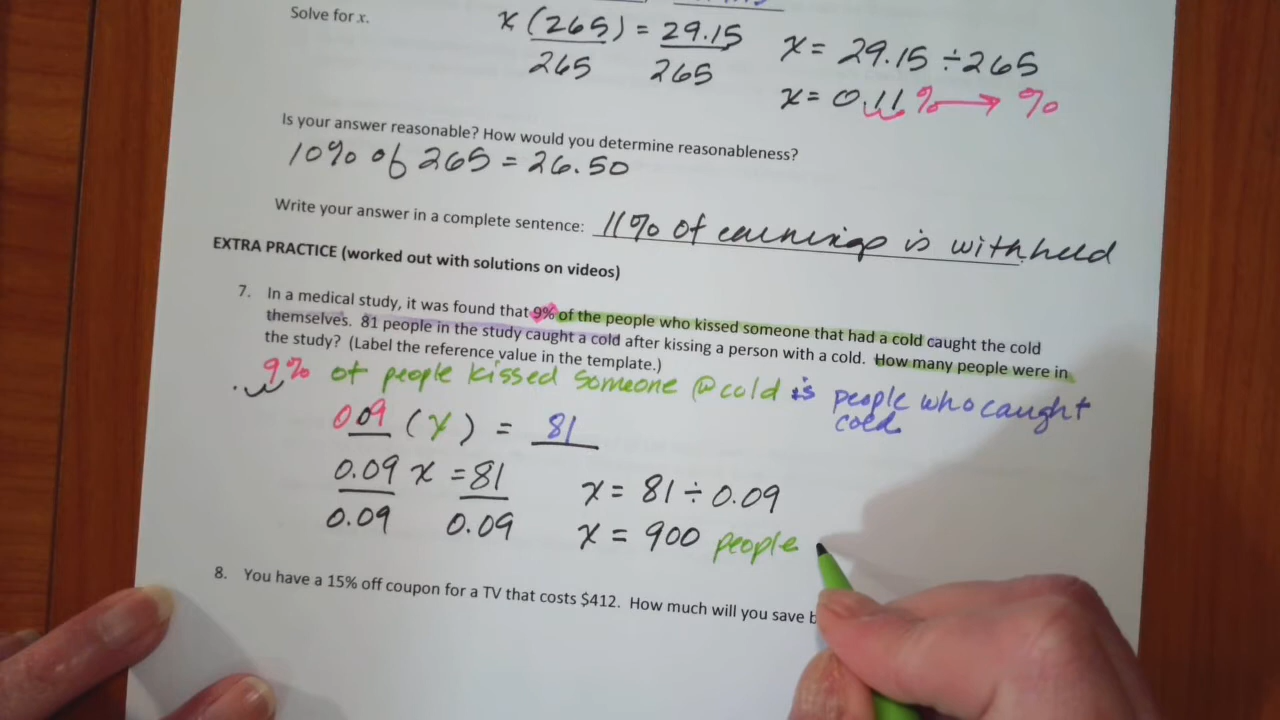 Solve for x.
x (265) = 29.15
265 265
x = 29.15 ÷ 265
x = 0.11 % → %
Is your answer reasonable? How would you determine reasonableness?
10% of 265 = 26.50
Write your answer in a complete sentence: 11% of earnings is withheld
EXTRA PRACTICE (worked out with solutions on videos)
7. In a medical study, it was found that 9% of the people who kissed someone that had a cold caught the cold
themselves. 81 people in the study caught a cold after kissing a person with a cold. How many people were in
the study? (Label the reference value in the template.)
9% of people kissed someone @ cold is people who caught
cold
0.09 (x) = 81
0.09 x = 81
0.09 0.09
x = 81 ÷ 0.09
x = 900 people
8. You have a 15% off coupon for a TV that costs $412. How much will you save